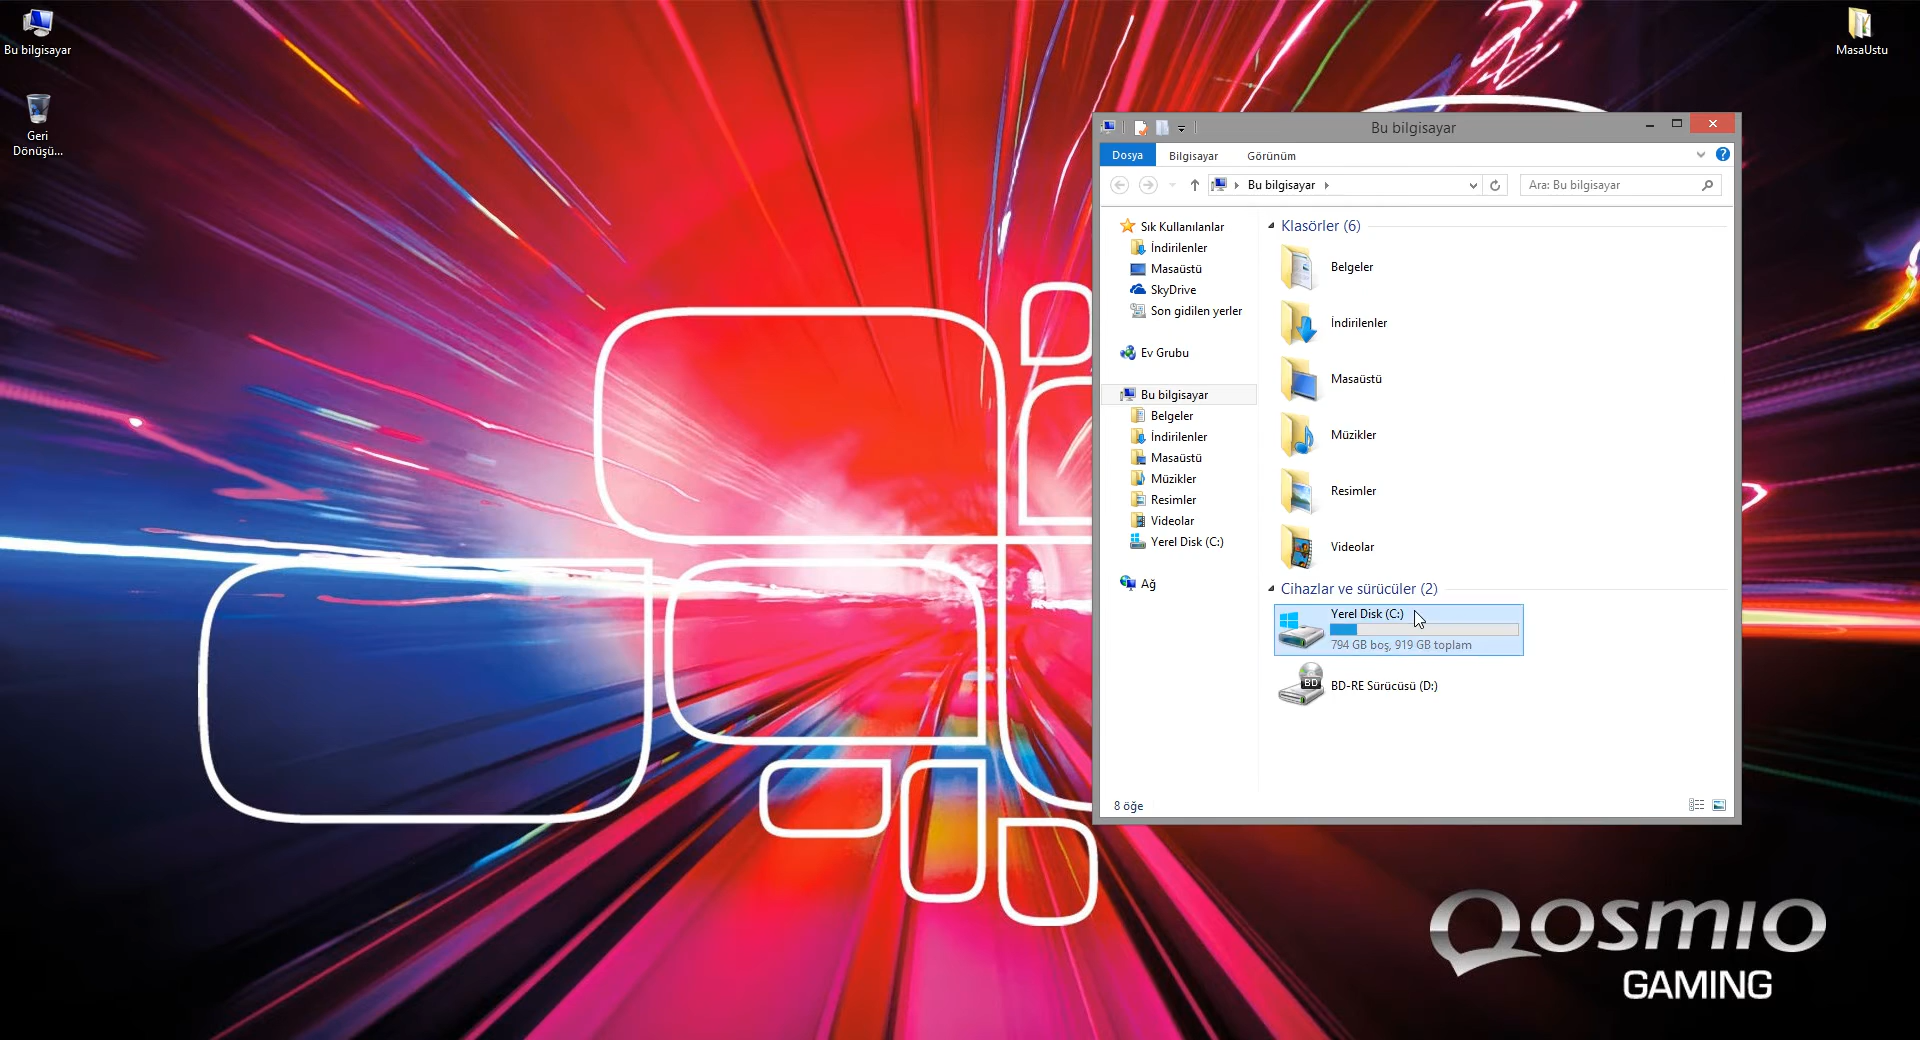 Bu bilgisayar
Geri
Dönüşü...
MasaUstu
Bu bilgisayar
Dosya
Bilgisayar
Görünüm
Bu bilgisayar
Ara: Bu bilgisayar
Sık Kullanılanlar
İndirilenler
Masaüstü
SkyDrive
Son gidilen yerler
Ev Grubu
Bu bilgisayar
Belgeler
İndirilenler
Masaüstü
Müzikler
Resimler
Videolar
Yerel Disk (C:)
Ağ
Klasörler (6)
Belgeler
İndirilenler
Masaüstü
Müzikler
Resimler
Videolar
Cihazlar ve sürücüler (2)
Yerel Disk (C:)
794 GB boş, 919 GB toplam
BD
BD-RE Sürücüsü (D:)
8 öğe
Qosmio
GAMING